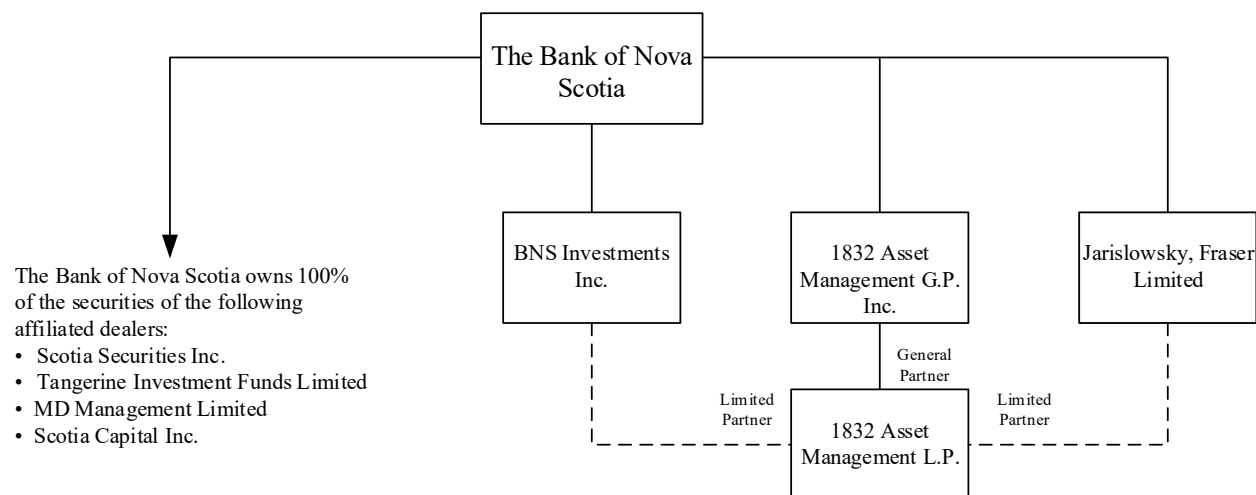 The Bank of Nova
Scotia
The Bank of Nova Scotia owns 100%
of the securities of the following
affiliated dealers:
• Scotia Securities Inc.
• Tangerine Investment Funds Limited
• MD Management Limited
• Scotia Capital Inc.
BNS Investments
Inc.
1832 Asset
Management G.P.
Inc.
Jarislowsky, Fraser
Limited
General
Partner
Limited
Partner
Limited
Partner
1832 Asset
Management L.P.